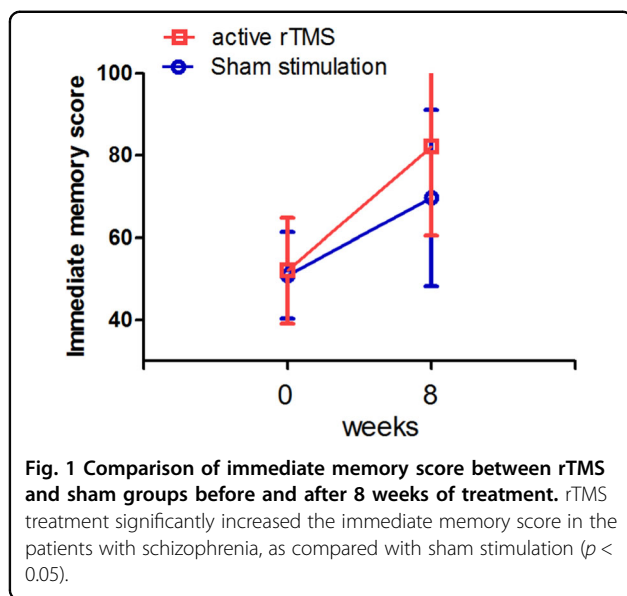 active rTMS
Sham stimulation
100
80
60
40
Immediate memory score
0 8
weeks
Fig. 1 Comparison of immediate memory score between rTMS
and sham groups before and after 8 weeks of treatment. rTMS
treatment significantly increased the immediate memory score in the
patients with schizophrenia, as compared with sham stimulation (p <
0.05).